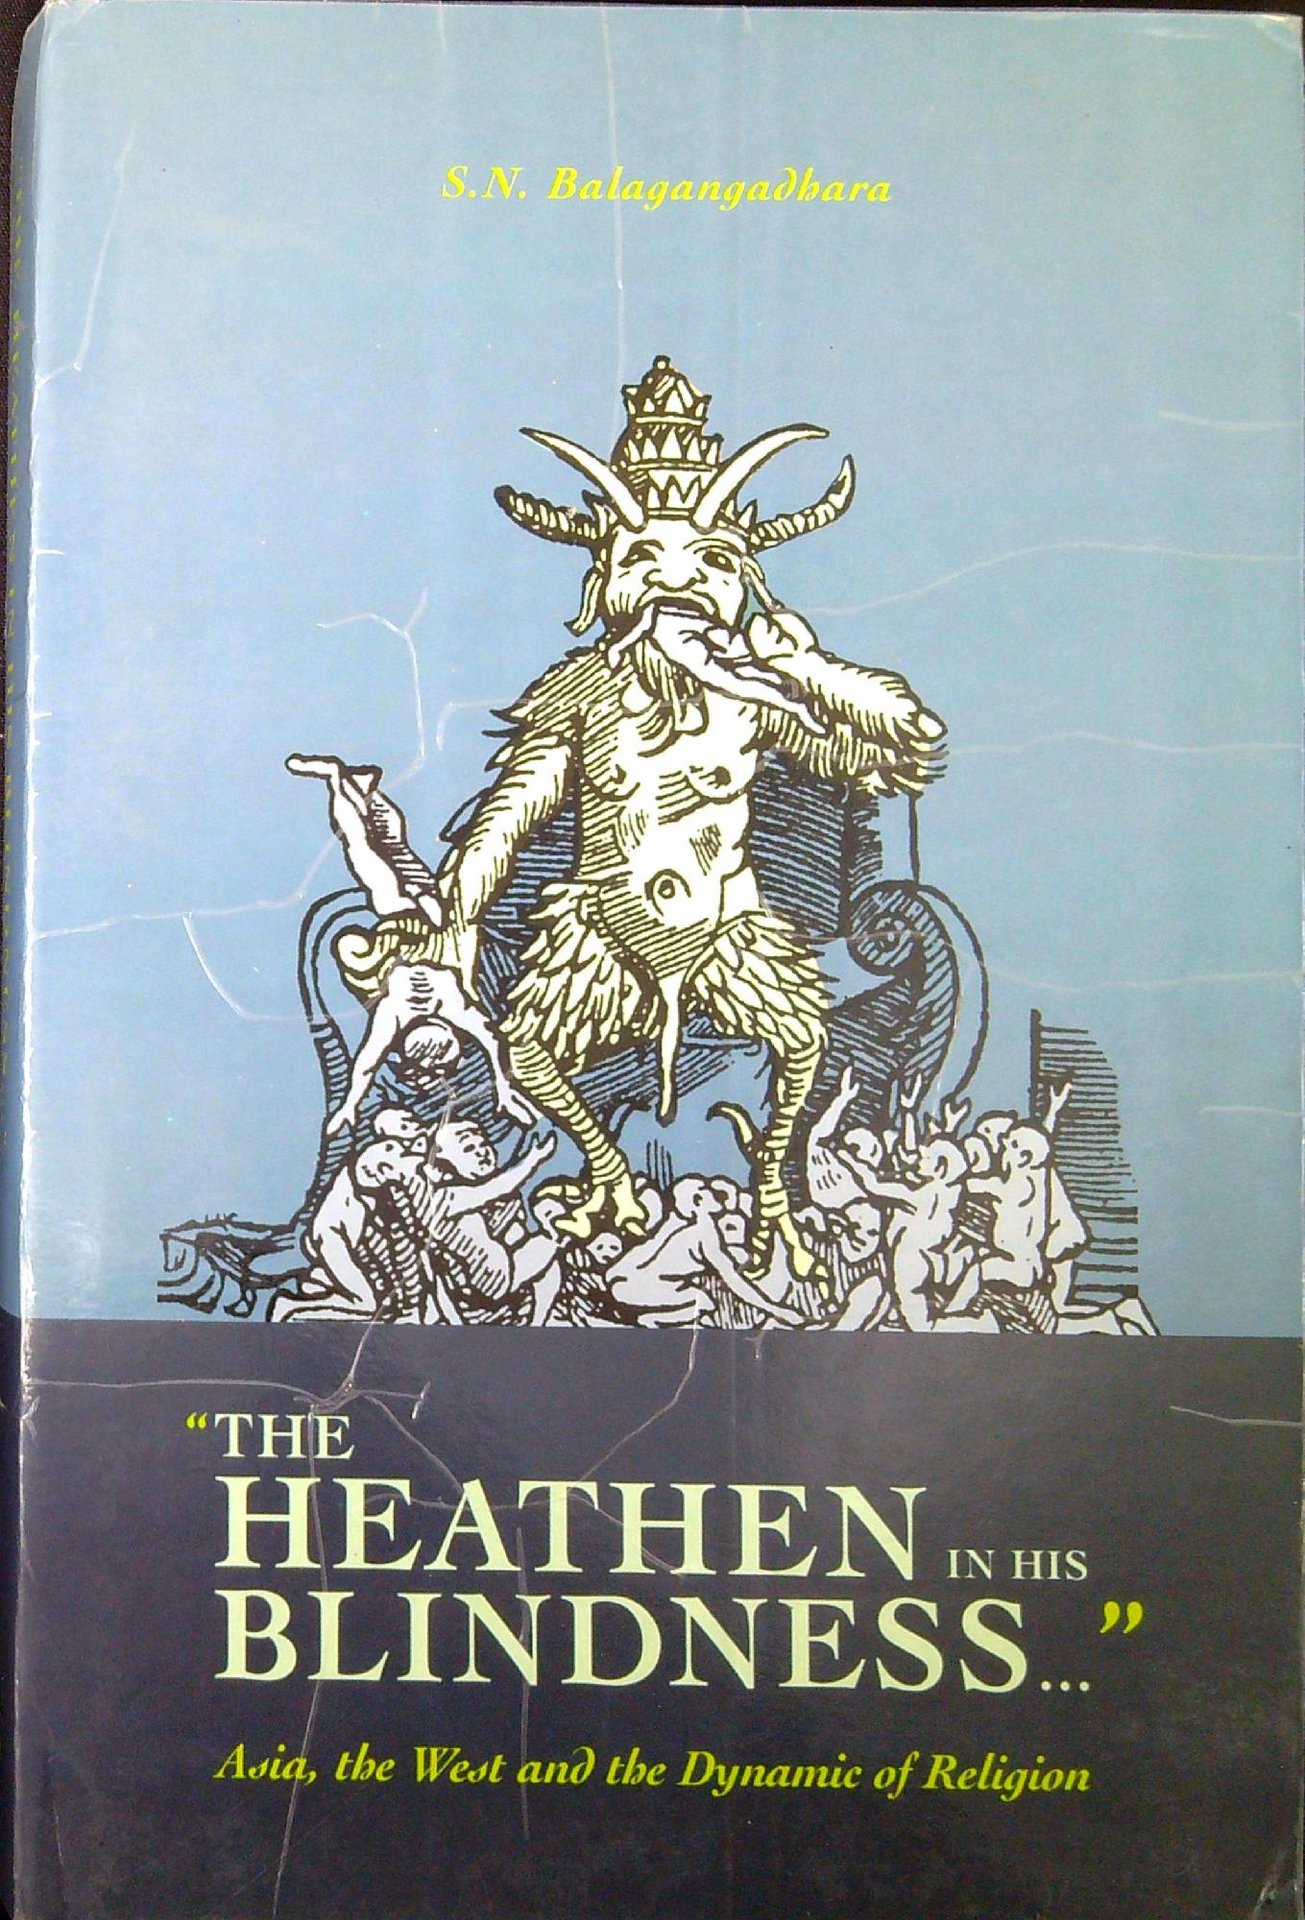 S.N. Balagangadhara
“THE
HEATHEN IN HIS
BLINDNESS...”
Asia, the West and the Dynamic of Religion